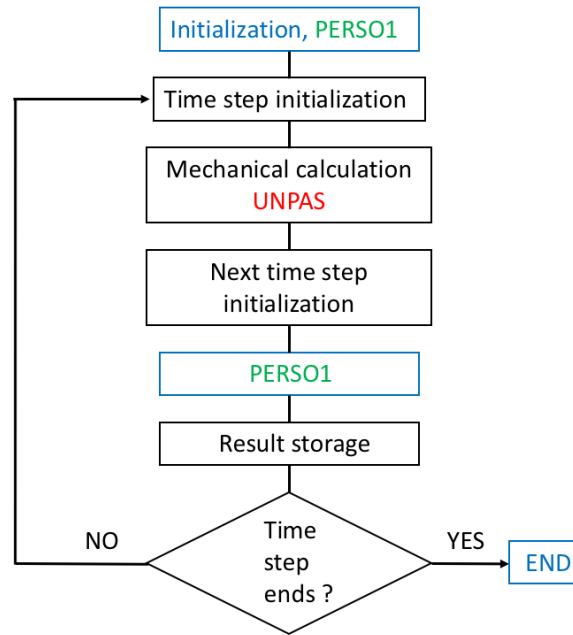 Initialization, PERSO1
Time step initialization
Mechanical calculation
UNPAS
Next time step
initialization
PERSO1
Result storage
NO
Time
step
ends ?
YES
END